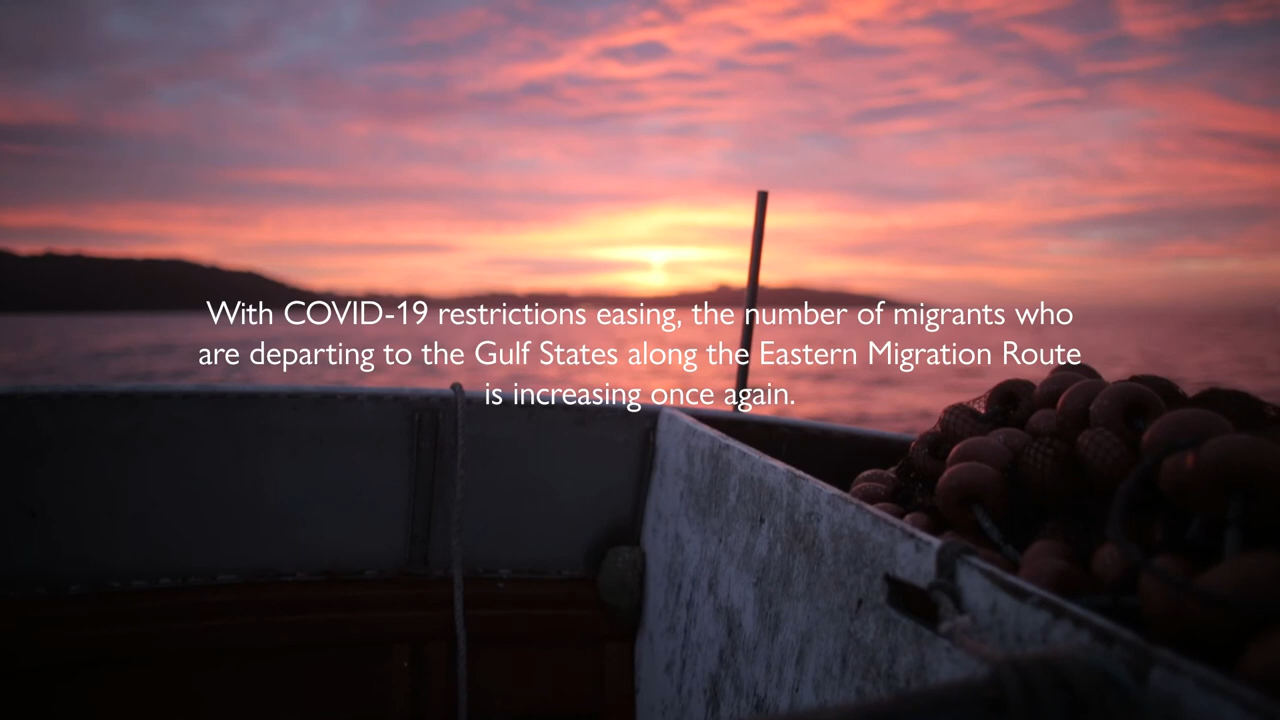 With COVID-19 restrictions easing, the number of migrants who
are departing to the Gulf States along the Eastern Migration Route
is increasing once again.